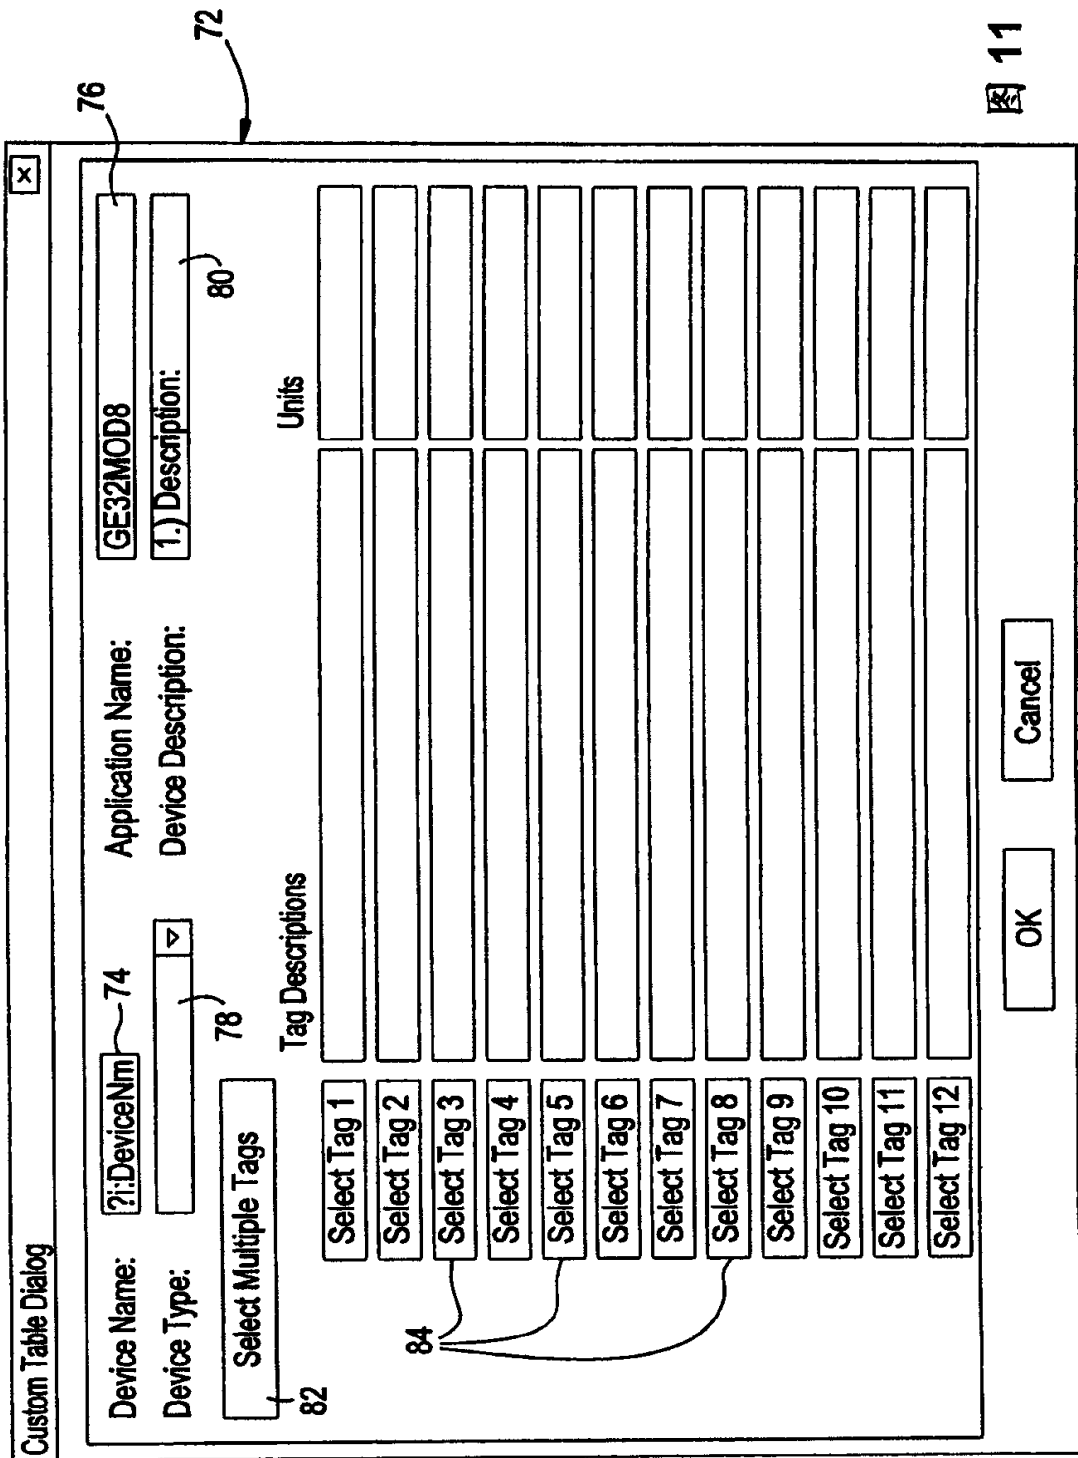 Custom Table Dialog x
72
76
Device Name: ?i:DeviceNm 74 Application Name: GE32MOD8
Device Type: Device Description: 1.) Description:
78 80
Select Multiple Tags
82
Tag Descriptions Units
Select Tag 1
Select Tag 2
Select Tag 3
Select Tag 4
Select Tag 5
Select Tag 6
Select Tag 7
Select Tag 8
Select Tag 9
Select Tag 10
Select Tag 11
Select Tag 12
84
OK Cancel
图 11